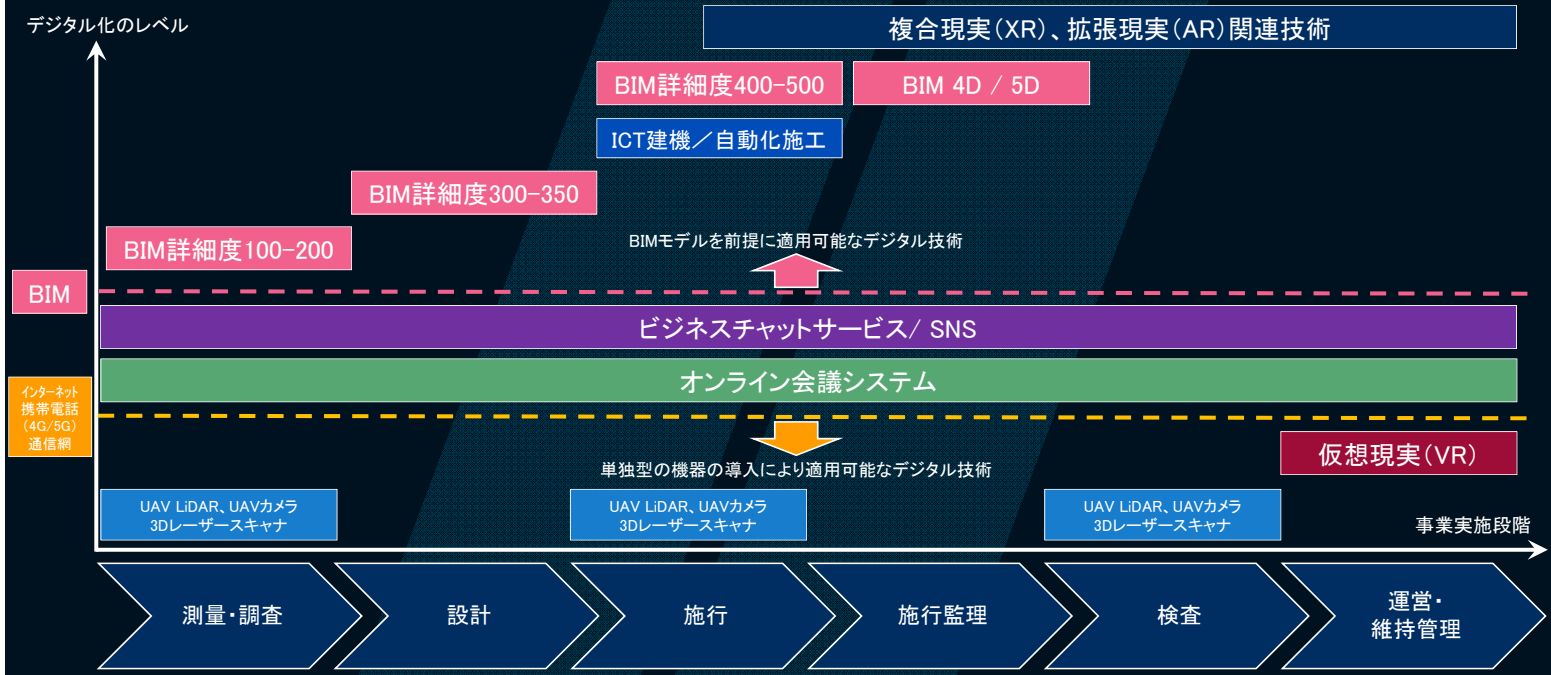 デジタル化のレベル
複合現実(XR)、拡張現実(AR)関連技術
BIM詳細度400-500
BIM 4D / 5D
ICT建機/自動化施工
BIM詳細度300-350
BIM詳細度100-200
BIMモデルを前提に適用可能なデジタル技術
BIM
ビジネスチャットサービス/ SNS
オンライン会議システム
インターネット
携帯電話
(4G/5G)
通信網
仮想現実(VR)
単独型の機器の導入により適用可能なデジタル技術
UAV LiDAR、UAVカメラ
3Dレーザースキャナ
UAV LiDAR、UAVカメラ
3Dレーザースキャナ
UAV LiDAR、UAVカメラ
3Dレーザースキャナ
事業実施段階
測量・調査
設計
施行
施行監理
検査
運営・
維持管理